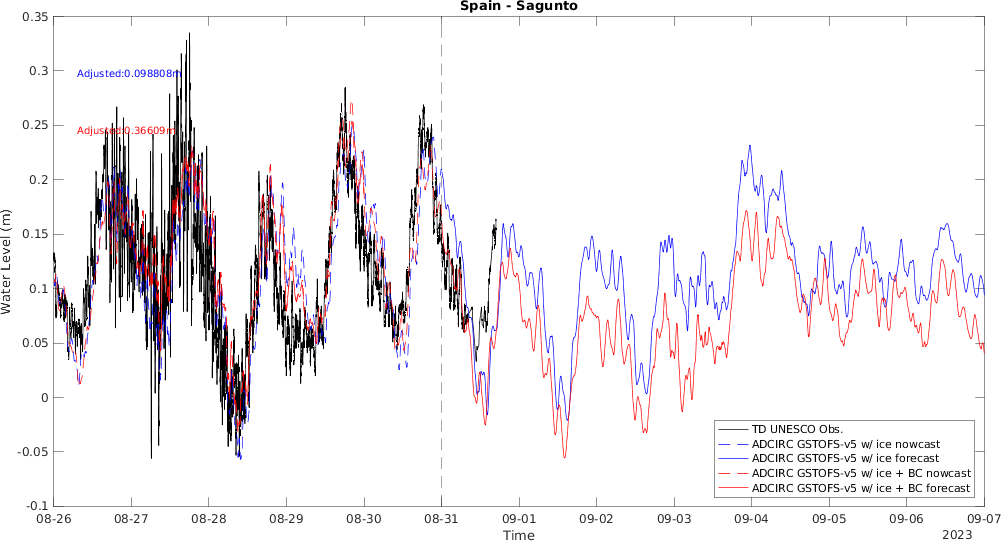 Spain - Sagunto
0.35
0.3
0.25
0.2
0.15
0.1
0.05
0
-0.05
-0.1
Water Level (m)
Adjusted:0.098808m
Adjusted:0.36609m
TD UNESCO Obs.
ADCIRC GSTOFS-v5 w/ ice nowcast
ADCIRC GSTOFS-v5 w/ ice forecast
ADCIRC GSTOFS-v5 w/ ice + BC nowcast
ADCIRC GSTOFS-v5 w/ ice + BC forecast
08-26 08-27 08-28 08-29 08-30 08-31 09-01 09-02 09-03 09-04 09-05 09-06 09-07
Time
2023